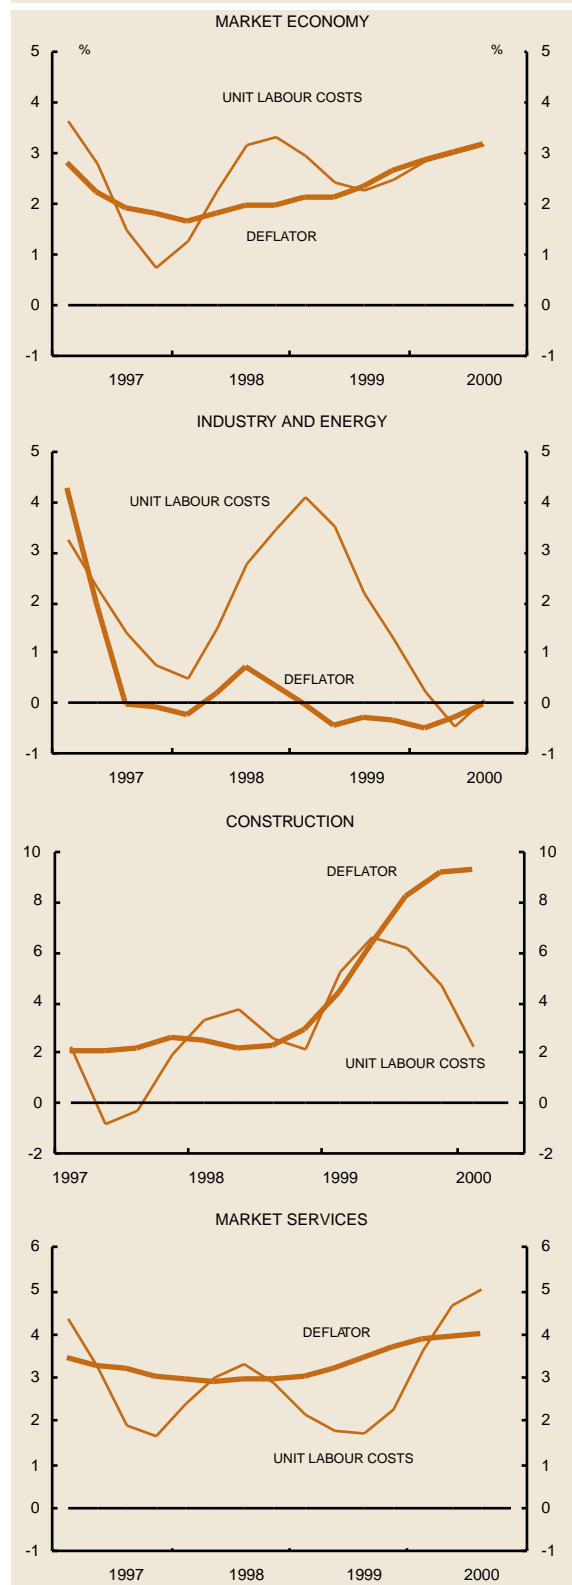 MARKET ECONOMY
5 % % 5
4 4
UNIT LABOUR COSTS
3 3
2 2
DEFLATOR
1 1
0 0
-1 -1
1997 1998 1999 2000
INDUSTRY AND ENERGY
5 5
4 UNIT LABOUR COSTS 4
3 3
2 2
1 1
DEFLATOR
0 0
-1 -1
1997 1998 1999 2000
CONSTRUCTION
10 10
DEFLATOR
8 8
6 6
4 4
2 2
UNIT LABOUR COSTS
0 0
-2 -2
1997 1998 1999 2000
MARKET SERVICES
6 6
5 5
4 DEFLATOR 4
3 3
2 2
UNIT LABOUR COSTS
1 1
0 0
-1 -1
1997 1998 1999 2000